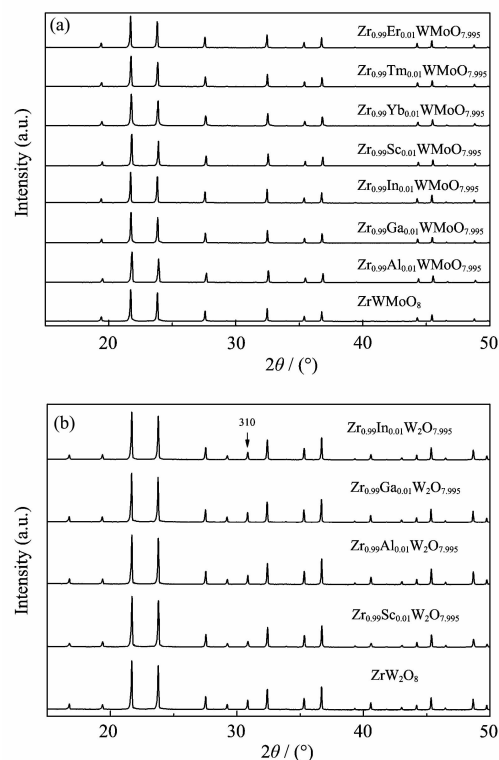 (a)
Zr0.99Er0.01WMoO7.995
Zr0.99Tm0.01WMoO7.995
Zr0.99Yb0.01WMoO7.995
Zr0.99Sc0.01WMoO7.995
Zr0.99In0.01WMoO7.995
Zr0.99Ga0.01WMoO7.995
Zr0.99Al0.01WMoO7.995
ZrWMoO8
Intensity (a.u.)
20 30 40 50
2θ / (°)
(b)
310
Zr0.99In0.01W2O7.995
Zr0.99Ga0.01W2O7.995
Zr0.99Al0.01W2O7.995
Zr0.99Sc0.01W2O7.995
ZrW2O8
Intensity (a.u.)
20 30 40 50
2θ / (°)